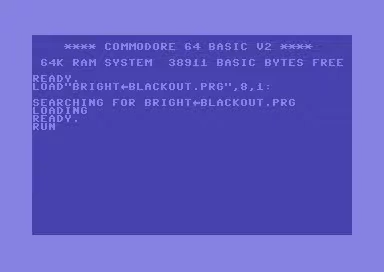 **** COMMODORE 64 BASIC V2 ****
64K RAM SYSTEM 38911 BASIC BYTES FREE
READY.
LOAD"BRIGHT←BLACKOUT.PRG",8,1:
SEARCHING FOR BRIGHT←BLACKOUT.PRG
LOADING
READY.
RUN